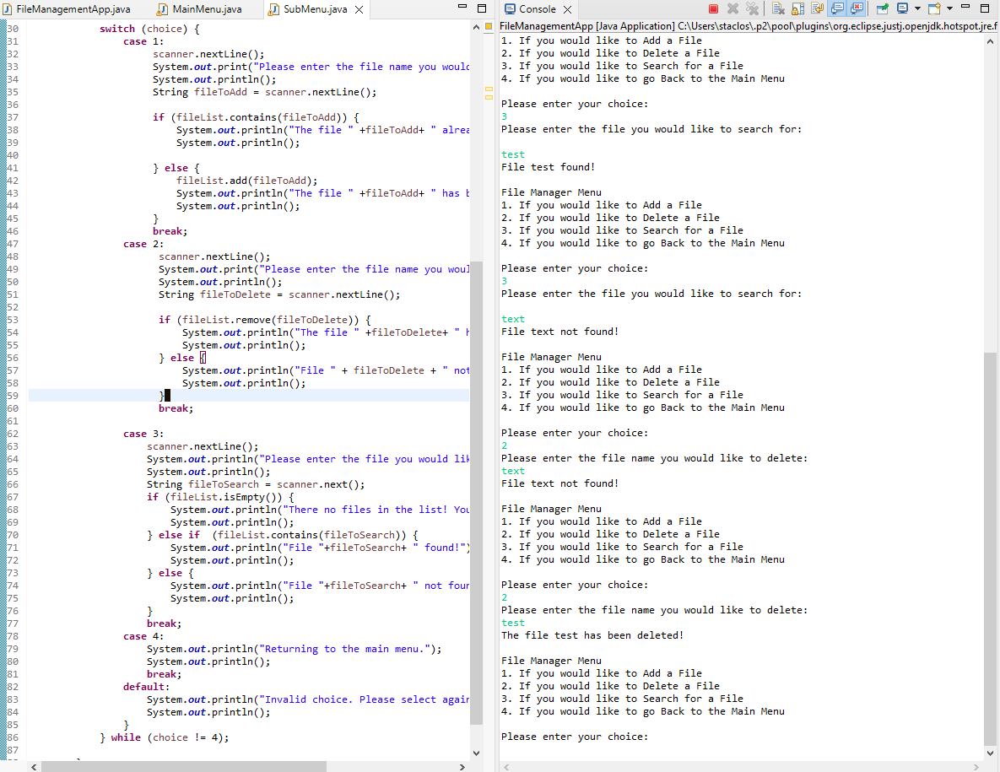 FileManagementApp.java
MainMenu.java
SubMenu.java
30 switch (choice) {
31 case 1:
32 scanner.nextLine();
33 System.out.print("Please enter the file name you would
34 System.out.println();
35 String fileToAdd = scanner.nextLine();
36
37 if (fileList.contains(fileToAdd)) {
38 System.out.println("The file " +fileToAdd+ " alrea
39 System.out.println();
40
41 } else {
42 fileList.add(fileToAdd);
43 System.out.println("The file " +fileToAdd+ " has b
44 System.out.println();
45 }
46 break;
47 case 2:
48 scanner.nextLine();
49 System.out.print("Please enter the file name you woul
50 System.out.println();
51 String fileToDelete = scanner.nextLine();
52
53 if (fileList.remove(fileToDelete)) {
54 System.out.println("The file " +fileToDelete+ " h
55 System.out.println();
56 } else {
57 System.out.println("File " + fileToDelete + " not
58 System.out.println();
59 }
60 break;
61
62 case 3:
63 scanner.nextLine();
64 System.out.println("Please enter the file you would lik
65 System.out.println();
66 String fileToSearch = scanner.next();
67 if (fileList.isEmpty()) {
68 System.out.println("There no files in the list! You
69 System.out.println();
70 } else if  (fileList.contains(fileToSearch)) {
71 System.out.println("File "+fileToSearch+ " found!")
72 System.out.println();
73 } else {
74 System.out.println("File "+fileToSearch+ " not foun
75 System.out.println();
76 }
77 break;
78 case 4:
79 System.out.println("Returning to the main menu.");
80 System.out.println();
81 break;
82 default:
83 System.out.println("Invalid choice. Please select again
84 System.out.println();
85 }
86 } while (choice != 4);
87
Console
FileManagementApp [Java Application] C:\Users\staclos\.p2\pool\plugins\org.eclipse.justj.openjdk.hotspot.jre.f
1. If you would like to Add a File
2. If you would like to Delete a File
3. If you would like to Search for a File
4. If you would like to go Back to the Main Menu
Please enter your choice:
3
Please enter the file you would like to search for:
test
File test found!
File Manager Menu
1. If you would like to Add a File
2. If you would like to Delete a File
3. If you would like to Search for a File
4. If you would like to go Back to the Main Menu
Please enter your choice:
3
Please enter the file you would like to search for:
text
File text not found!
File Manager Menu
1. If you would like to Add a File
2. If you would like to Delete a File
3. If you would like to Search for a File
4. If you would like to go Back to the Main Menu
Please enter your choice:
2
Please enter the file name you would like to delete:
text
File text not found!
File Manager Menu
1. If you would like to Add a File
2. If you would like to Delete a File
3. If you would like to Search for a File
4. If you would like to go Back to the Main Menu
Please enter your choice:
2
Please enter the file name you would like to delete:
test
The file test has been deleted!
File Manager Menu
1. If you would like to Add a File
2. If you would like to Delete a File
3. If you would like to Search for a File
4. If you would like to go Back to the Main Menu
Please enter your choice: